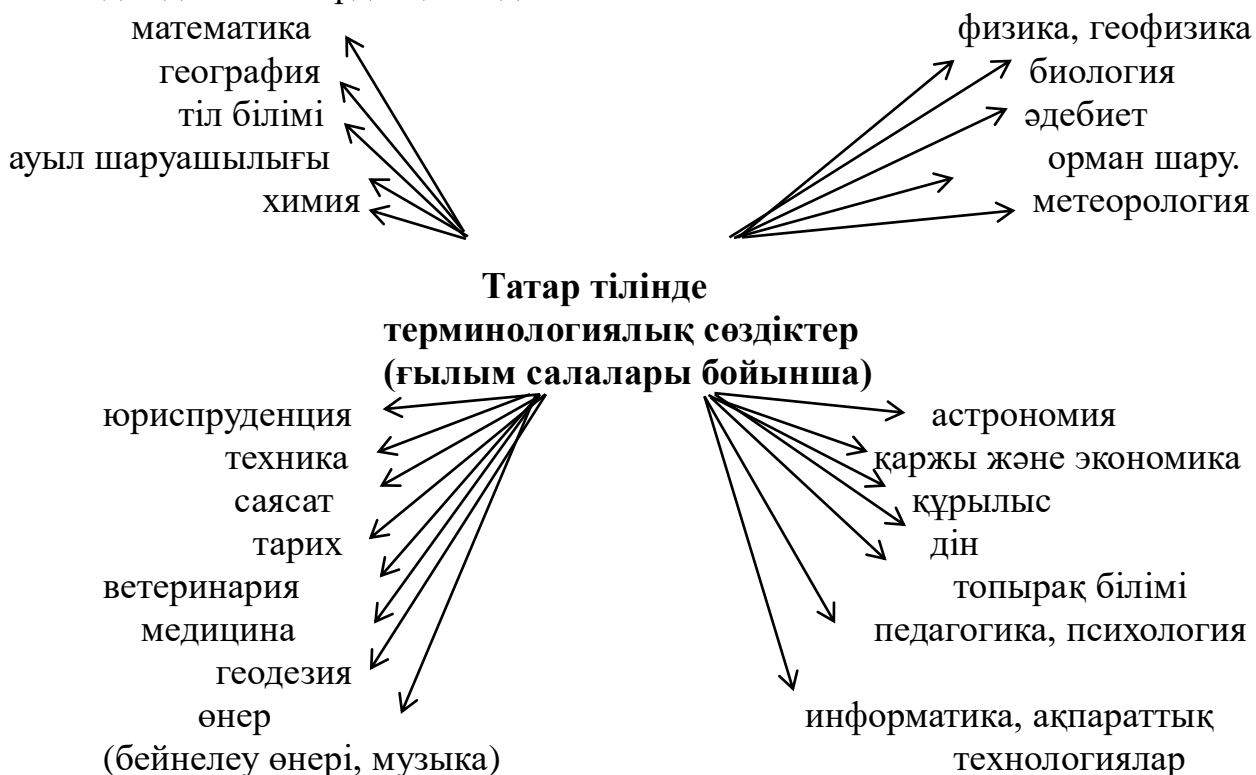 математика
география
тіл білімі
ауыл шаруашылығы
химия
физика, геофизика
биология
әдебиет
орман шару.
метеорология
Татар тілінде
терминологиялық сөздіктер
(ғылым салалары бойынша)
юриспруденция
техника
саясат
тарих
ветеринария
медицина
геодезия
өнер
(бейнелеу өнері, музыка)
астрономия
қаржы және экономика
құрылыс
дін
топырақ білімі
педагогика, психология
информатика, ақпараттық
технологиялар